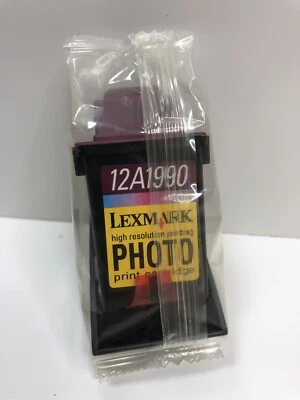 12A1990
LEXMARK
high resolution printing
PHOTO
print cartridge